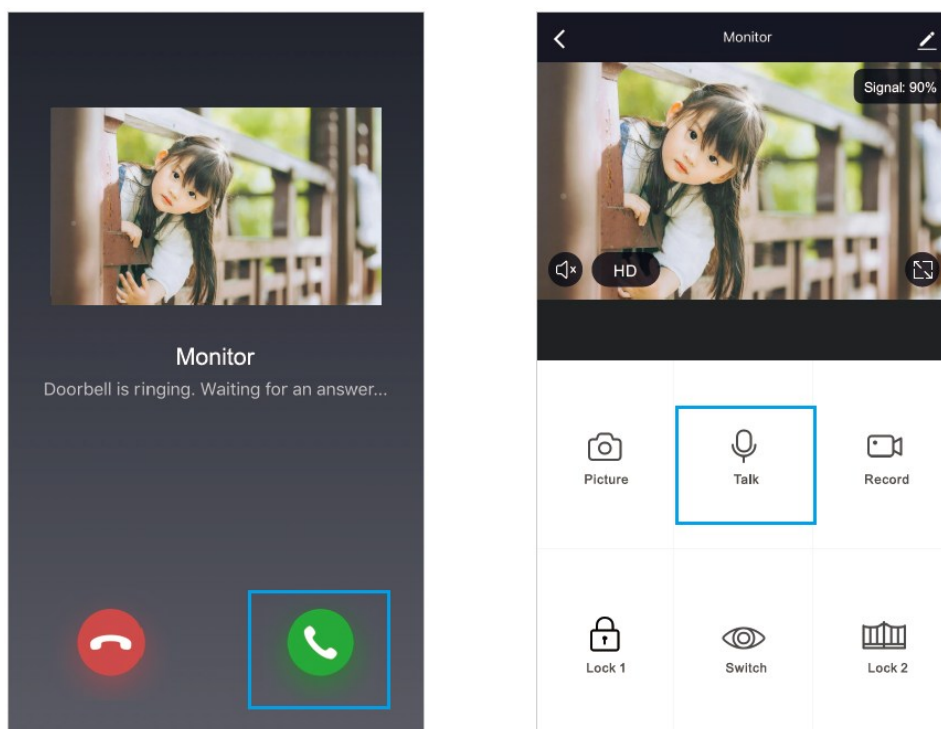 Monitor
Doorbell is ringing. Waiting for an answer...
Monitor
Signal: 90%
HD
Picture
Talk
Record
Lock 1
Switch
Lock 2